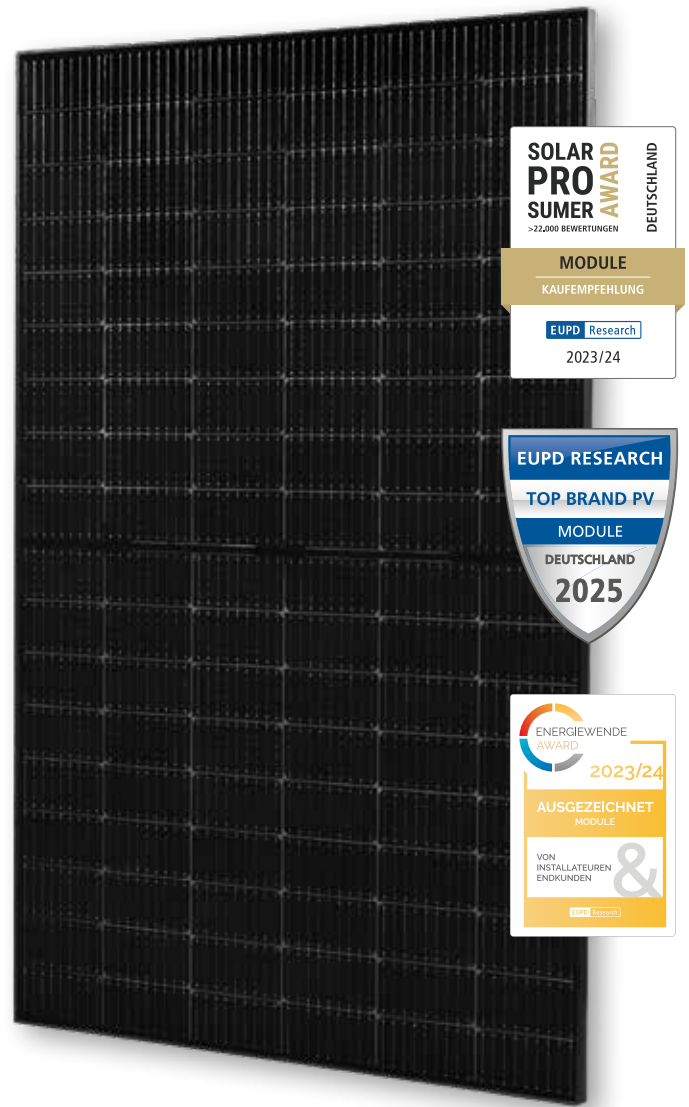 SOLAR
PRO
SUMER
AWARD
DEUTSCHLAND
>22.000 BEWERTUNGEN
MODULE
KAUFEMPFEHLUNG
EUPD Research
2023/24
EUPD RESEARCH
TOP BRAND PV
MODULE
DEUTSCHLAND
2025
ENERGIEWENDE
AWARD
2023/24
AUSGEZEICHNET
MODULE
VON
INSTALLATEUREN
&
ENDKUNDEN
EUPD Research